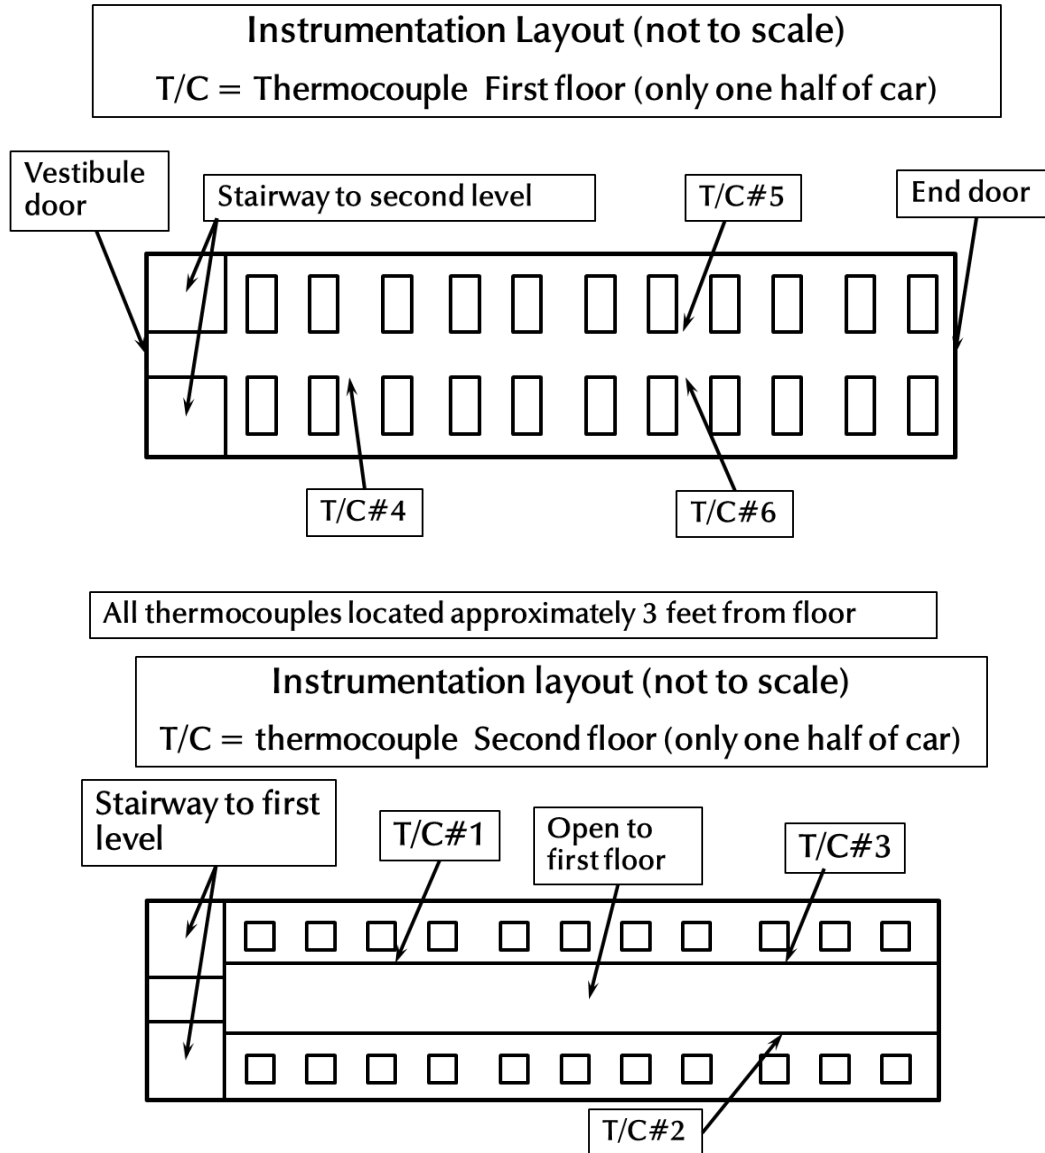 Instrumentation Layout (not to scale)
T/C = Thermocouple First floor (only one half of car)
Vestibule
door
Stairway to second level
T/C#5
End door
T/C#4
T/C#6
All thermocouples located approximately 3 feet from floor
Instrumentation layout (not to scale)
T/C = thermocouple Second floor (only one half of car)
Stairway to first
level
T/C#1
Open to
first floor
T/C#3
T/C#2